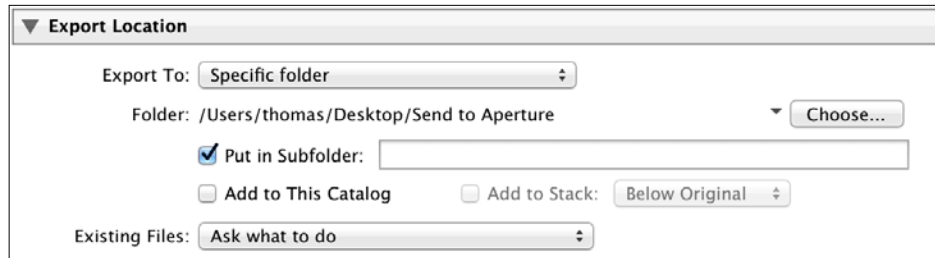 Export Location
Export To: Specific folder
Folder: /Users/thomas/Desktop/Send to Aperture Choose...
Put in Subfolder:
Add to This Catalog Add to Stack: Below Original
Existing Files: Ask what to do